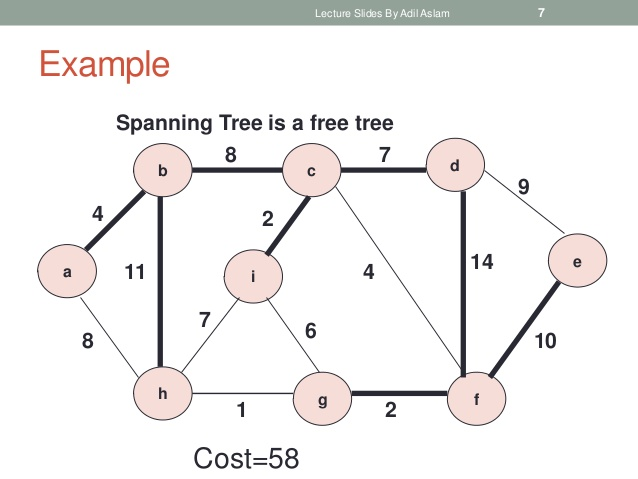 Lecture Slides By Adil Aslam 7
Example
Spanning Tree is a free tree
8 7
b c d
9
4 2
a 11 i 4 14 e
7 6
8 10
h g f
1 2
Cost=58